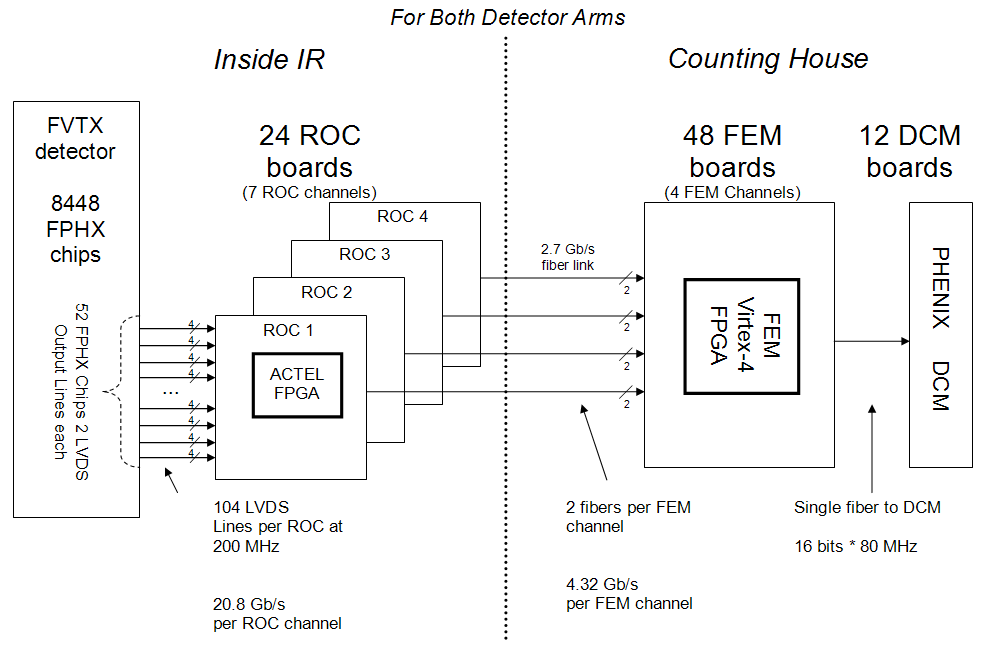 For Both Detector Arms
Inside IR
Counting House
FVTX
detector
8448
FPHX
chips
52 FPHX Chips 2 LVDS
Output Lines each
24 ROC
boards
(7 ROC channels)
ROC 4
ROC 3
ROC 2
ROC 1
ACTEL
FPGA
4
4
4
4
...
4
4
4
4
104 LVDS
Lines per ROC at
200 MHz
20.8 Gb/s
per ROC channel
2.7 Gb/s
fiber link
2
2
2
2
2 fibers per FEM
channel
4.32 Gb/s
per FEM channel
48 FEM
boards
(4 FEM Channels)
FEM
Virtex-4
FPGA
12 DCM
boards
PHENIX DCM
Single fiber to DCM
16 bits * 80 MHz